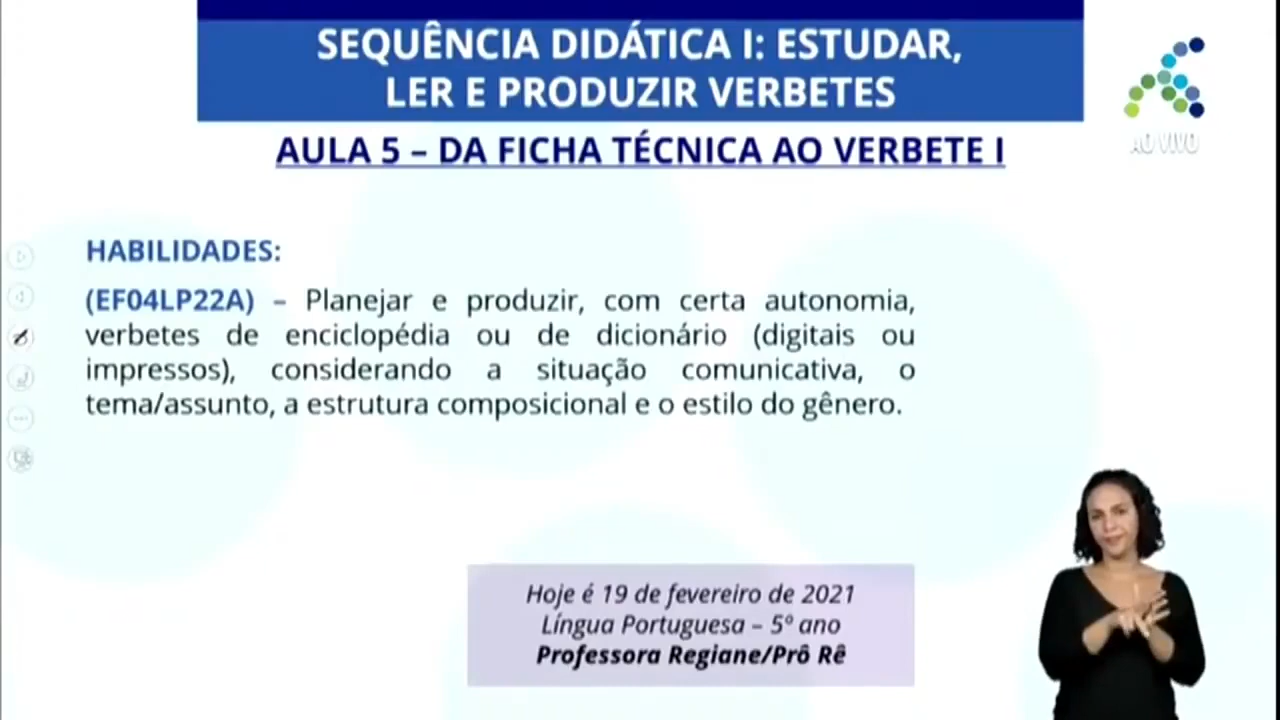 SEQUÊNCIA DIDÁTICA I: ESTUDAR,
LER E PRODUZIR VERBETES
AULA 5 – DA FICHA TÉCNICA AO VERBETE I
AO VIVO
HABILIDADES:
(EF04LP22A) – Planejar e produzir, com certa autonomia,
verbetes de enciclopédia ou de dicionário (digitais ou
impressos), considerando a situação comunicativa, o
tema/assunto, a estrutura composicional e o estilo do gênero.
Hoje é 19 de fevereiro de 2021
Língua Portuguesa – 5º ano
Professora Regiane/Prô Rê